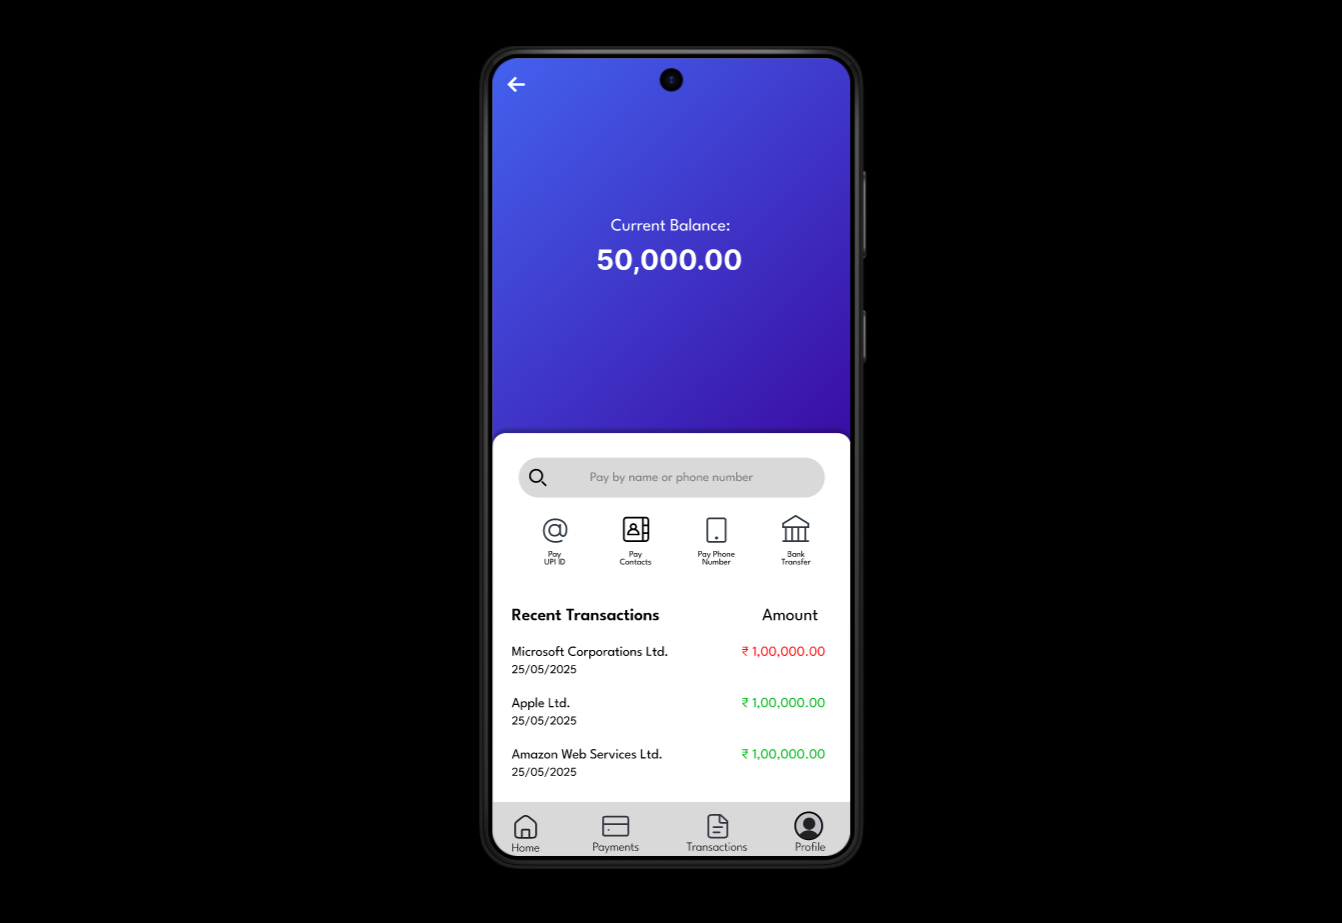 Current Balance:
50,000.00
Pay by name or phone number
Pay
UPI ID
Pay
Contacts
Pay Phone
Number
Bank
Transfer
Recent Transactions Amount
Microsoft Corporations Ltd. ₹ 1,00,000.00
25/05/2025
Apple Ltd. ₹ 1,00,000.00
25/05/2025
Amazon Web Services Ltd. ₹ 1,00,000.00
25/05/2025
Home Payments Transactions Profile